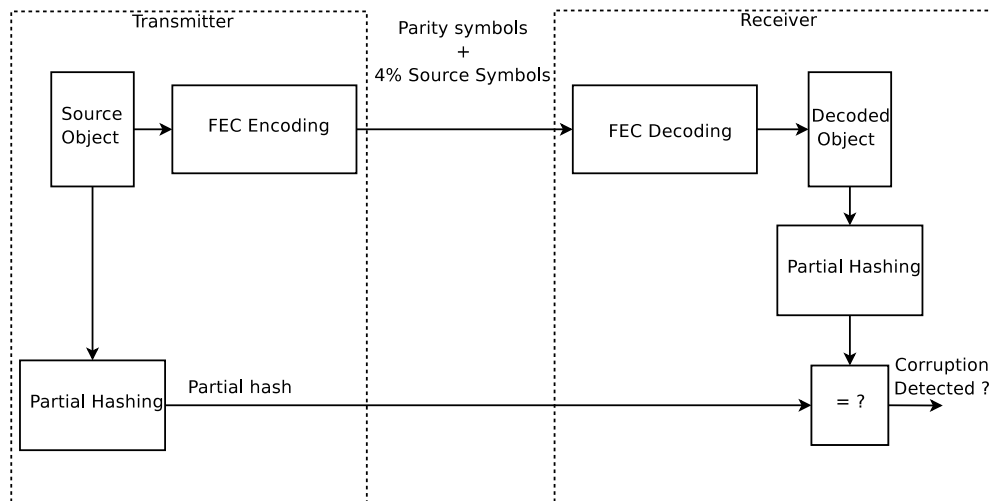 Transmitter
Receiver
Parity symbols
+
4% Source Symbols
Source
Object
FEC Encoding
FEC Decoding
Decoded
Object
Partial Hashing
Partial Hashing
Partial hash
= ?
Corruption
Detected ?